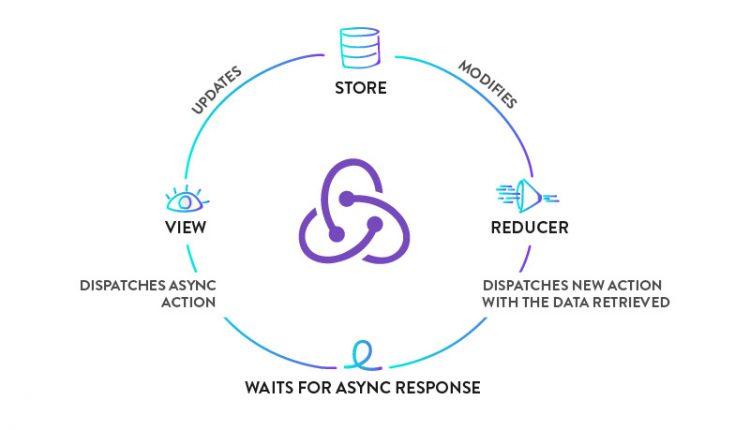 STORE
UPDATES
MODIFIES
VIEW
REDUCER
DISPATCHES ASYNC
ACTION
DISPATCHES NEW ACTION
WITH THE DATA RETRIEVED
WAITS FOR ASYNC RESPONSE